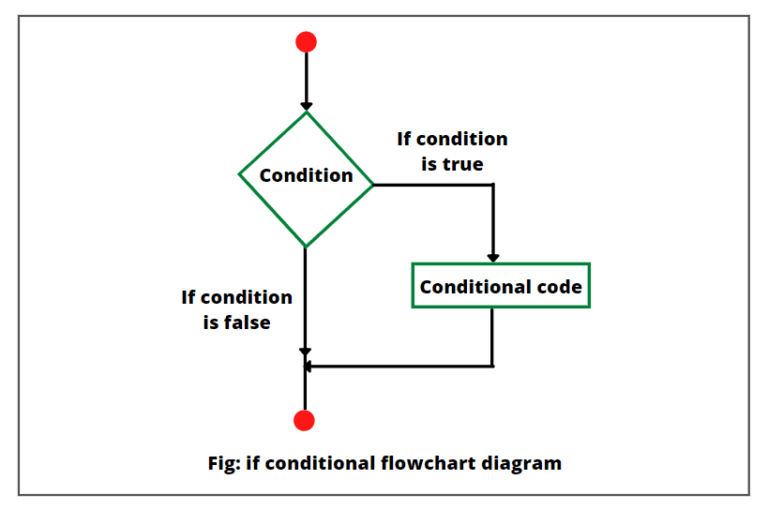 If condition
is true
Condition
Conditional code
If condition
is false
Fig: if conditional flowchart diagram